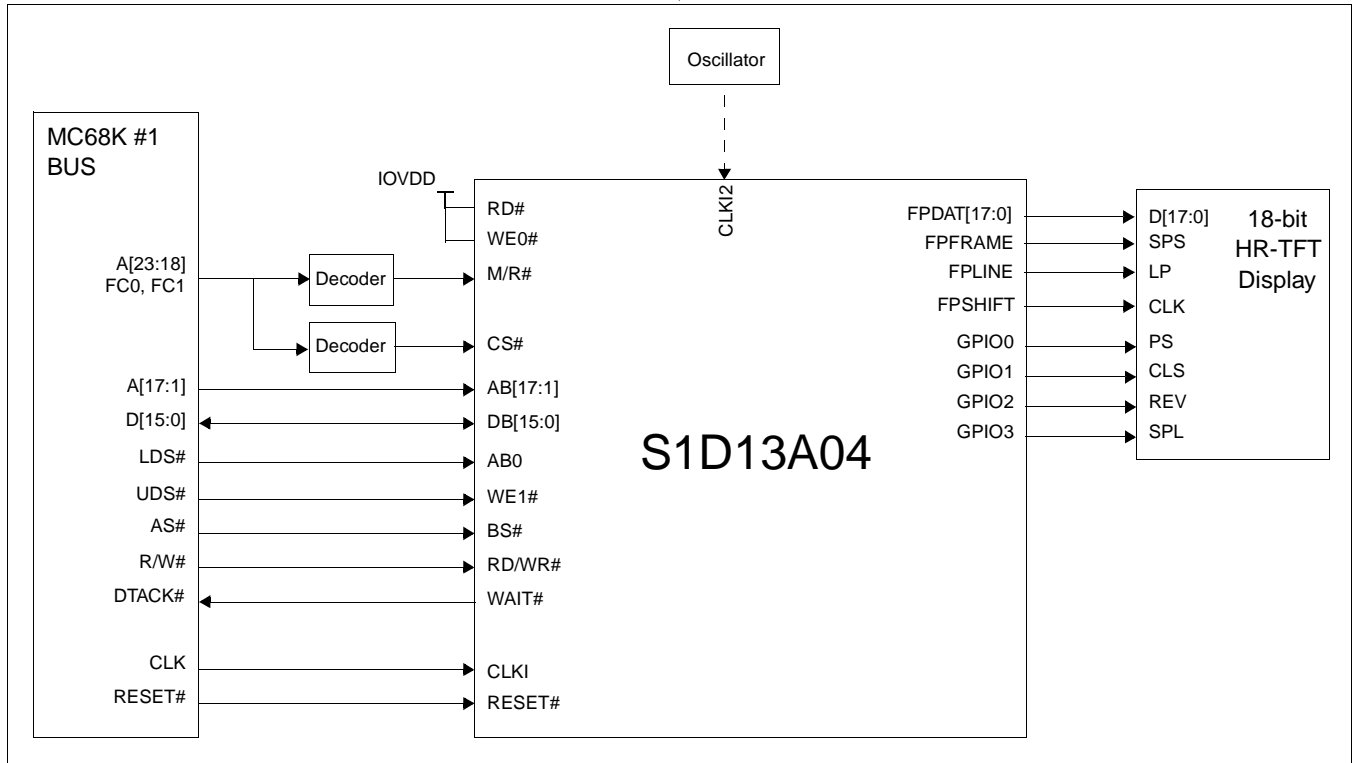 Oscillator
MC68K #1
BUS
A[23:18]
FC0, FC1
A[17:1]
D[15:0]
LDS#
UDS#
AS#
R/W#
DTACK#
CLK
RESET#
IOVDD
Decoder
Decoder
RD#
WE0#
M/R#
CS#
AB[17:1]
DB[15:0]
AB0
WE1#
BS#
RD/WR#
WAIT#
CLKI
RESET#
CLKI2
S1D13A04
FPDAT[17:0]
FPFRAME
FPLINE
FPSHIFT
GPIO0
GPIO1
GPIO2
GPIO3
D[17:0]
SPS
LP
CLK
PS
CLS
REV
SPL
18-bit
HR-TFT
Display